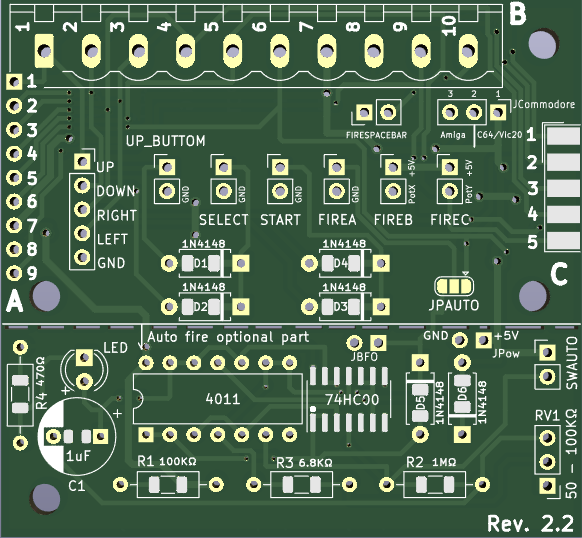 1 2 3 4 5 6 7 8 9 10
B
1
2
3
4
5
6
7
8
9
A
3 2 1
JCommodore
Amiga C64/Vic20
FIRESPACEBAR
UP_BUTTOM
UP
DOWN
RIGHT
LEFT
GND
GND
GND
GND
GND
PotX +5V
PotY +5V
SELECT START FIREA FIREB FIREC
1
2
3
4
5
C
1N4148
D1
1N4148
D4
1N4148
D2
1N4148
D3
JPAUTO
Auto fire optional part
LED
R4 470Ω
+
4011
JBFO
74HC00
GND +5V
JPow
D5 1N4148
D6 1N4148
SWAUTO
RV1
50 - 100KΩ
+
1uF
C1
R1 100KΩ
R3 6.8KΩ
R2 1MΩ
Rev. 2.2